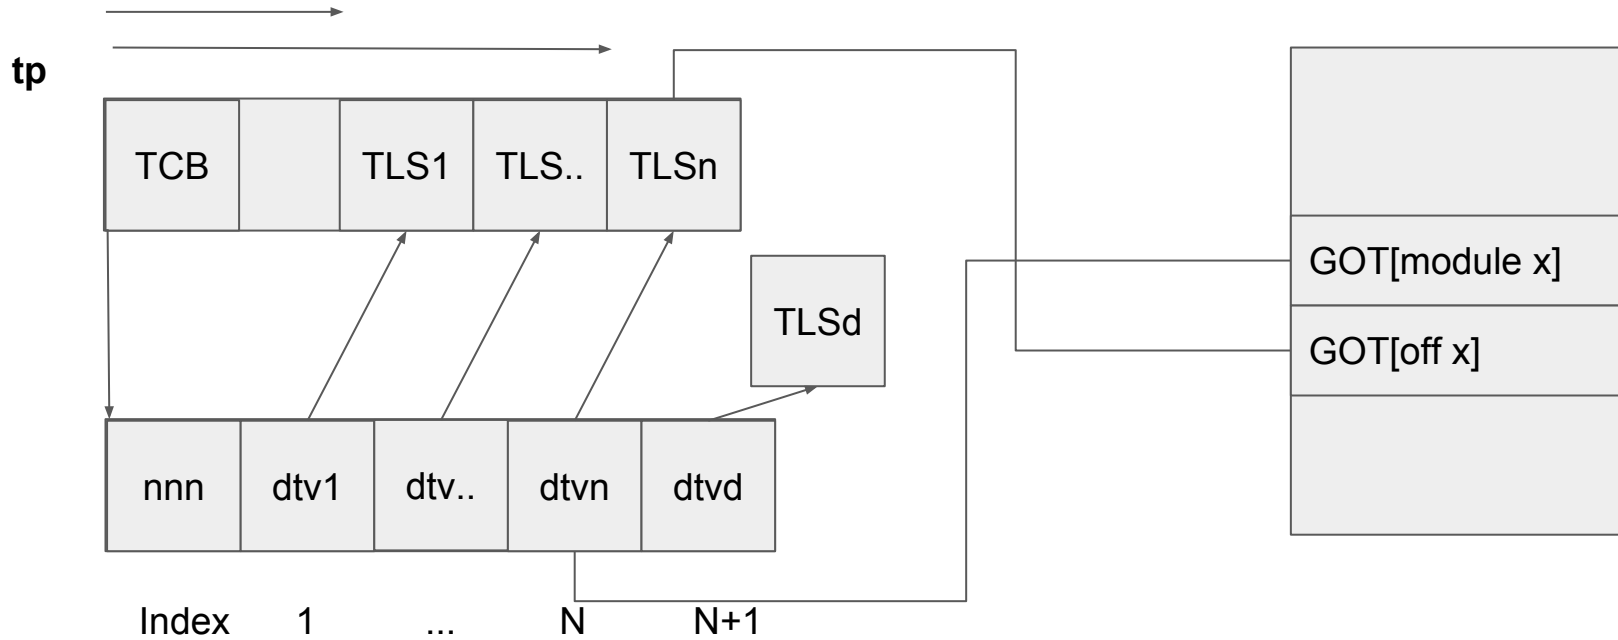 tp
TCB TLS1 TLS.. TLSn
GOT[module x]
TLSd
GOT[off x]
nnn dtv1 dtv.. dtvn dtvd
Index 1 ... N N+1